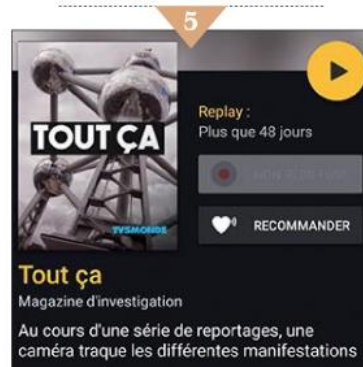 5
TOUT ÇA
TV5MONDE
Replay :
Plus que 48 jours
RECOMMANDER
Tout ça
Magazine d'investigation
Au cours d'une série de reportages, une
caméra traque les différentes manifestations